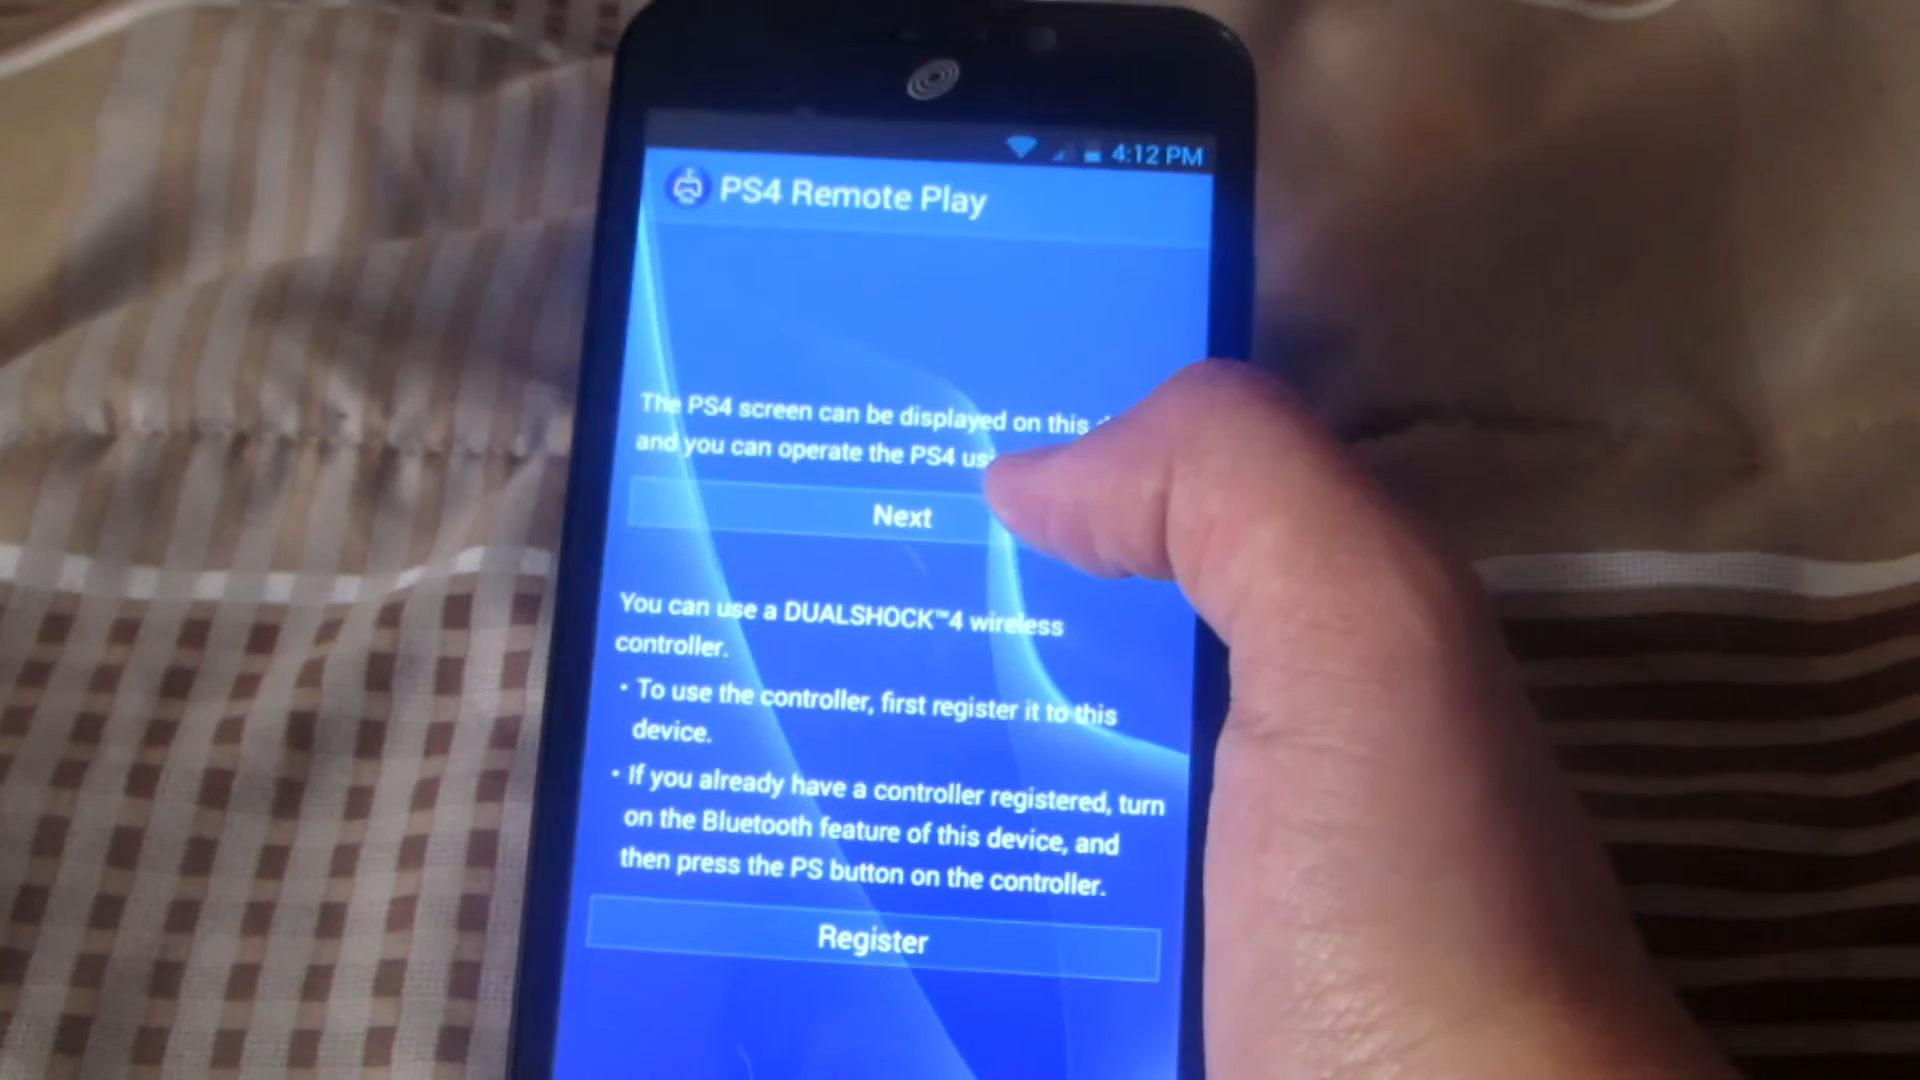 4:12 PM
PS4 Remote Play
The PS4 screen can be displayed on this
and you can operate the PS4
Next
You can use a DUALSHOCK™4 wireless
controller.
• To use the controller, first register it to this
device.
• If you already have a controller registered, turn
on the Bluetooth feature of this device, and
then press the PS button on the controller.
Register